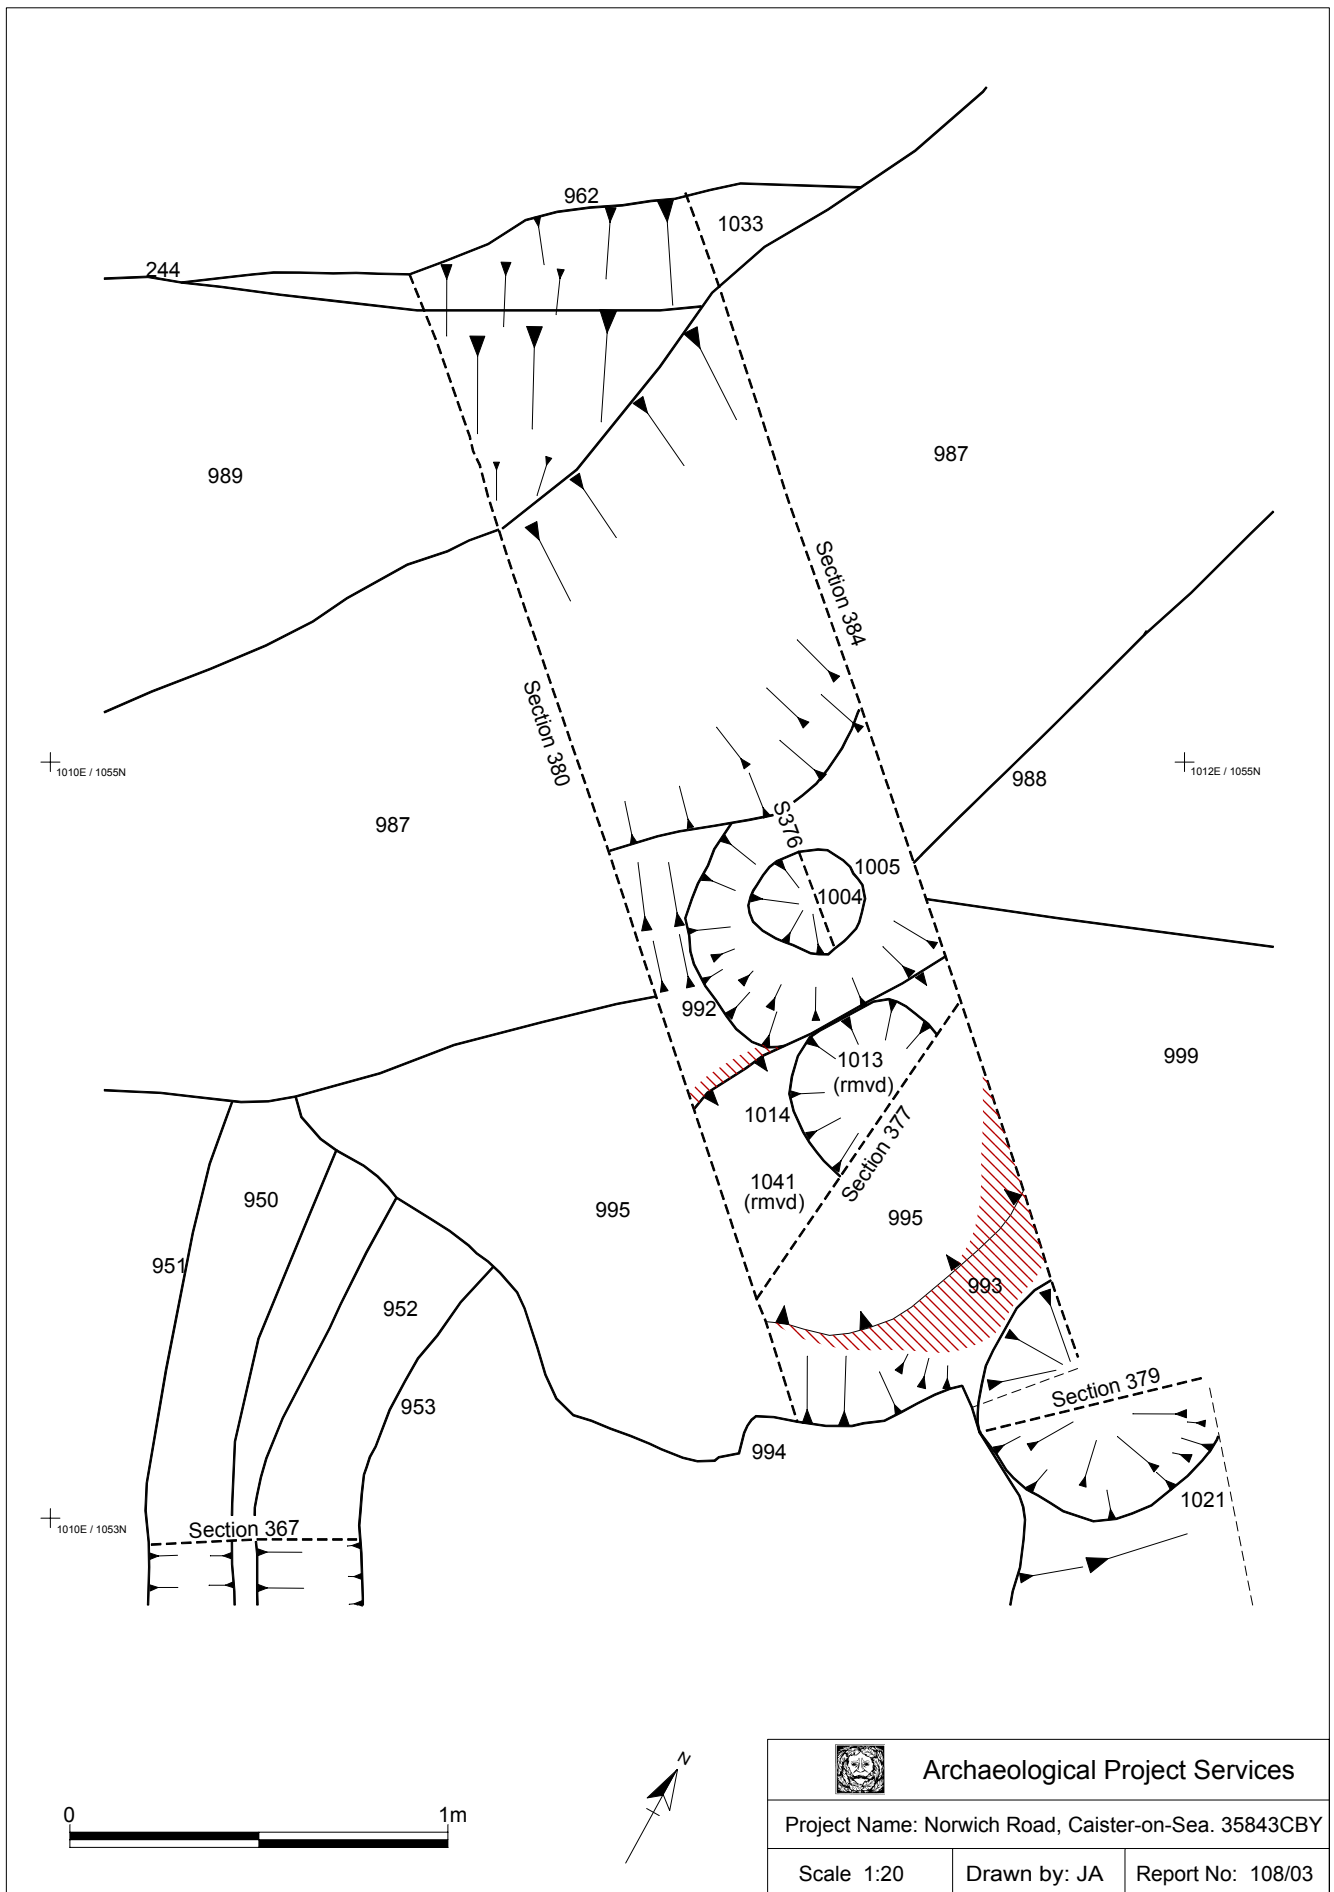 962
1033
244
989
987
Section 384
Section 380
1010E / 1055N
1012E / 1055N
988
987
S376
1005
1004
992
999
1013
(rmvd)
1014
Section 377
1041
(rmvd)
950
995
995
951
993
952
953
Section 379
994
1021
1010E / 1053N
Section 367
N
0 1m
Archaeological Project Services
Project Name: Norwich Road, Caister-on-Sea. 35843CBY
Scale 1:20 Drawn by: JA Report No: 108/03